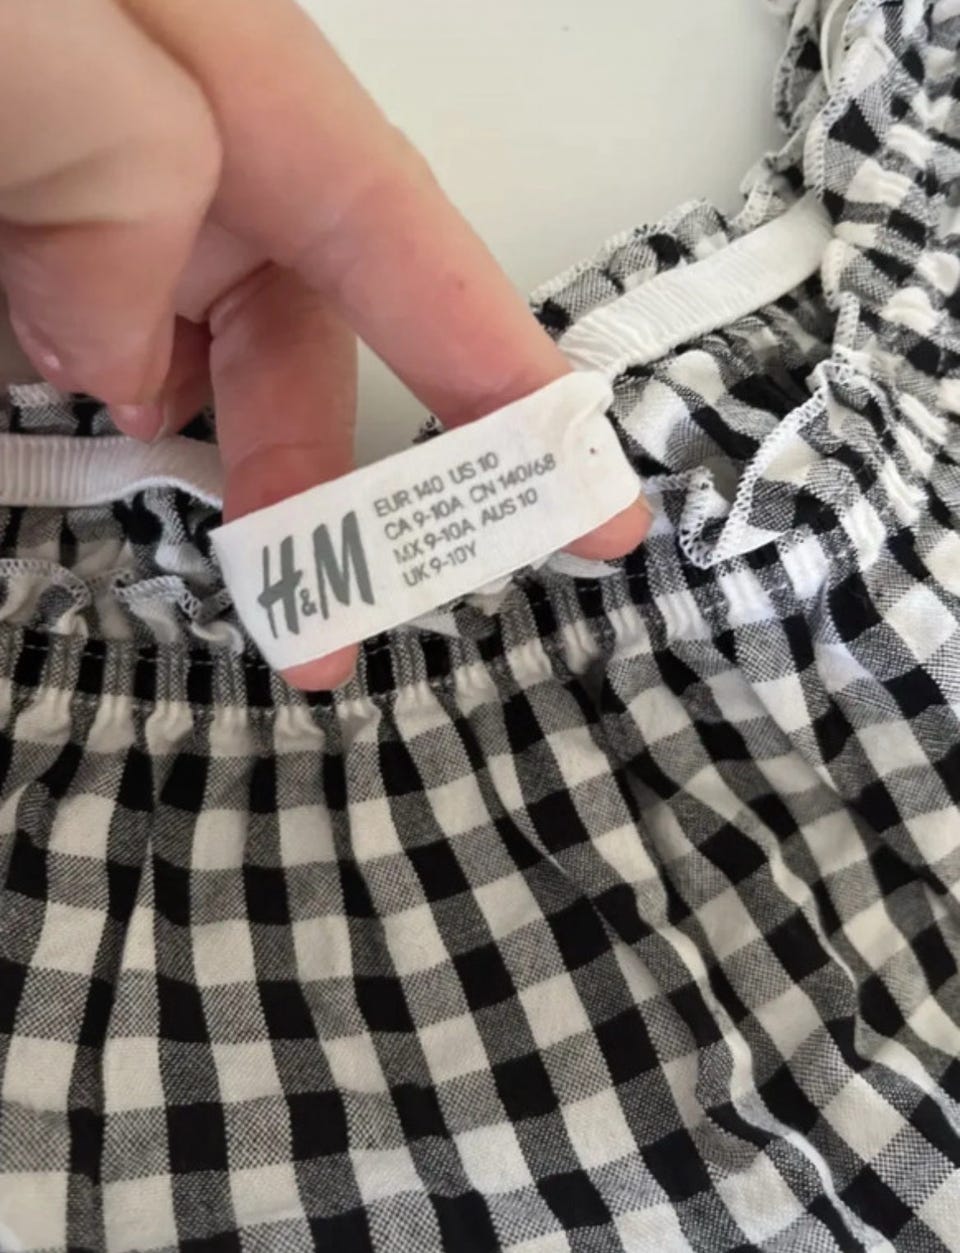 H&M
EUR 140 US 10
CA 9-10A CN 140/68
MX 9-10A AUS 10
UK 9-10Y